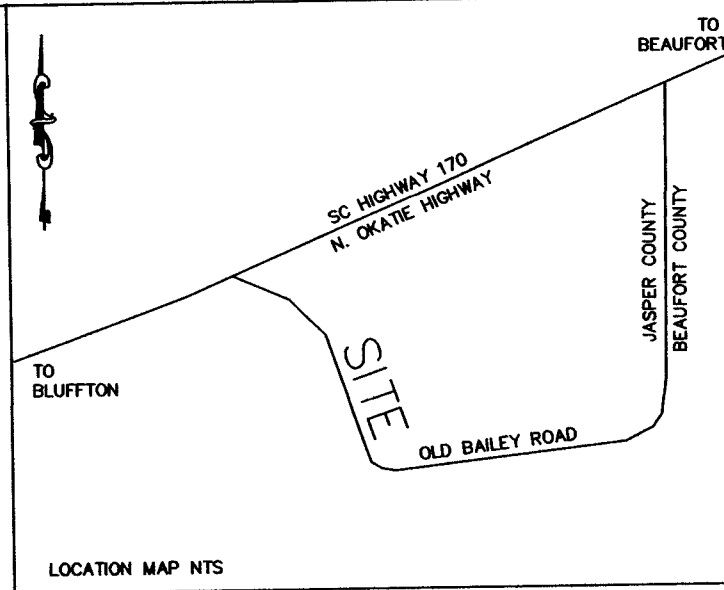 TO
BEAUFORT
SC HIGHWAY 170
N. OKATIE HIGHWAY
JASPER COUNTY
BEAUFORT COUNTY
TO
BLUFFTON
SITE
OLD BAILEY ROAD
LOCATION MAP NTS